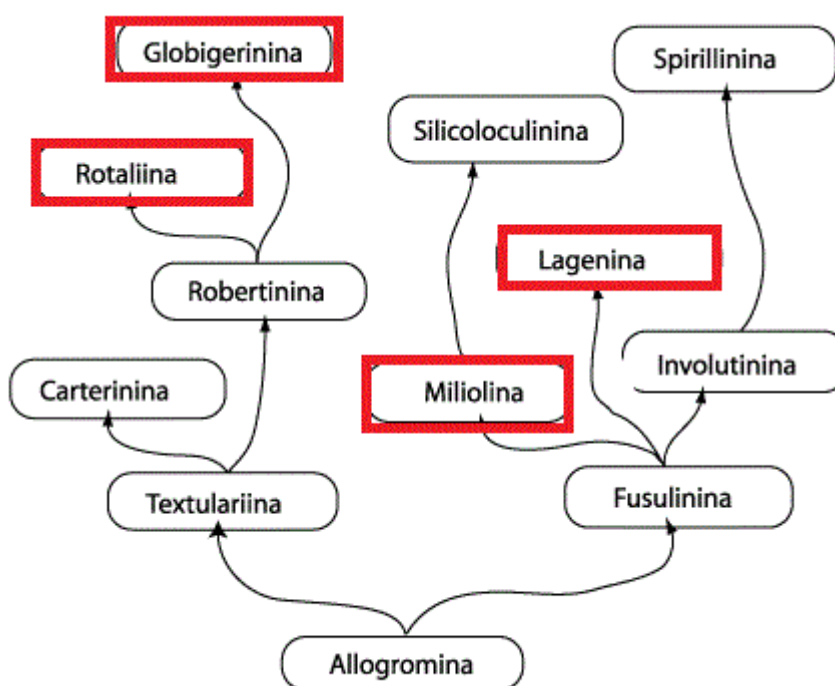 Globigerinina
Spirillinina
Silicoloculinina
Rotaliina
Lagenina
Robertinina
Involutinina
Carterinina
Miliolina
Textulariina
Fusulinina
Allogromina